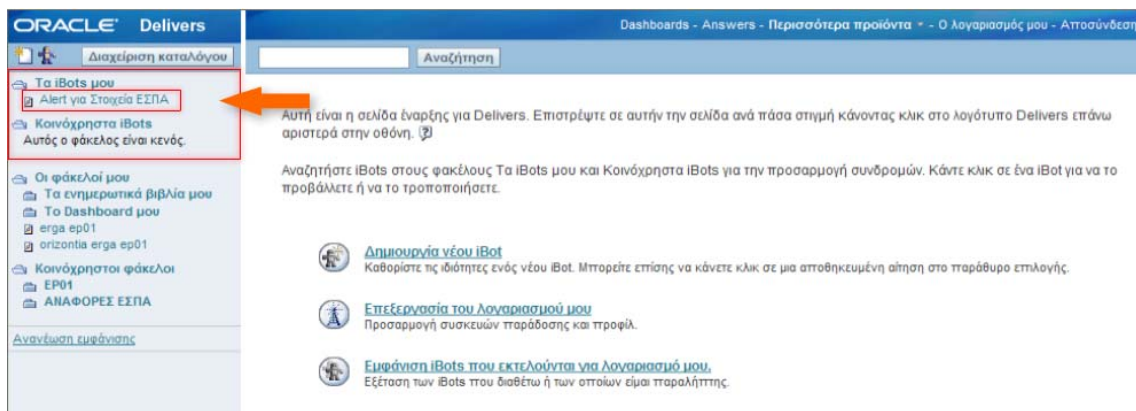 ORACLE Delivers
Dashboards - Answers - Περισσότερα προϊόντα - Ο λογαριασμός μου - Αποσύνδεση
Διαχείριση καταλόγου
Αναζήτηση
Τα iBots μου
Alert για Στοιχεία ΕΣΠΑ
Κοινόχρηστα iBots
Αυτός ο φάκελος είναι κενός.
Οι φάκελοί μου
Τα ενημερωτικά βιβλία μου
Το Dashboard μου
erga ep01
orizontia erga ep01
Κοινόχρηστοι φάκελοι
EP01
ΑΝΑΦΟΡΕΣ ΕΣΠΑ
Ανανέωση εμφάνισης
Αυτή είναι η σελίδα έναρξης για Delivers. Επιστρέψτε σε αυτήν την σελίδα ανά πάσα στιγμή κάνοντας κλικ στο λογότυπο Delivers επάνω
αριστερά στην οθόνη.
Αναζητήστε iBots στους φακέλους Τα iBots μου και Κοινόχρηστα iBots για την προσαρμογή συνδρομών. Κάντε κλικ σε ένα iBot για να το
προβάλλετε ή να το τροποποιήσετε.
Δημιουργία νέου iBot
Καθορίστε τις ιδιότητες ενός νέου iBot. Μπορείτε επίσης να κάνετε κλικ σε μια αποθηκευμένη αίτηση στο παράθυρο επιλογής.
Επεξεργασία του λογαριασμού μου
Προσαρμογή συσκευών παράδοσης και προφίλ.
Εμφάνιση iBots που εκτελούνται για λογαριασμό μου.
Εξέταση των iBots που διαθέτω ή των οποίων είμαι παραλήπτης.